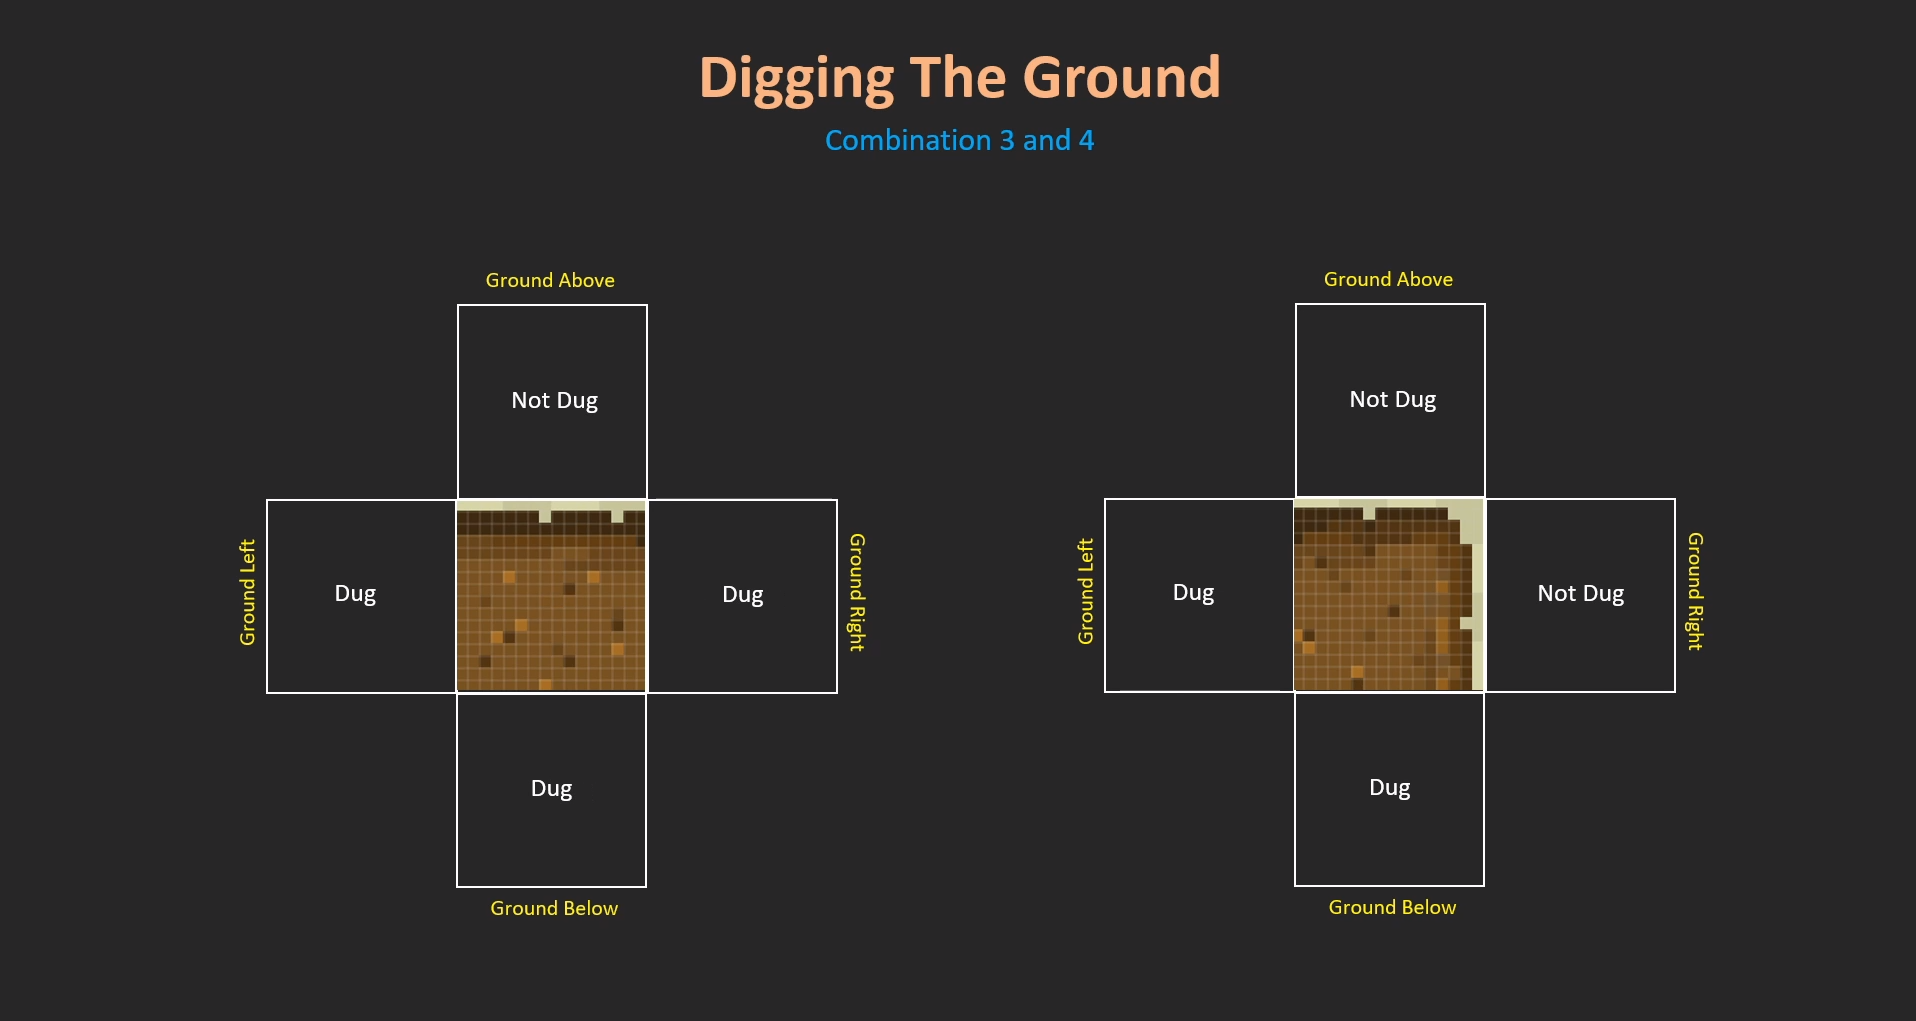 Digging The Ground
Combination 3 and 4
Ground Above
Not Dug
Ground Left
Dug
Dug
Ground Right
Dug
Ground Below
Ground Above
Not Dug
Ground Left
Dug
Not Dug
Ground Right
Dug
Ground Below